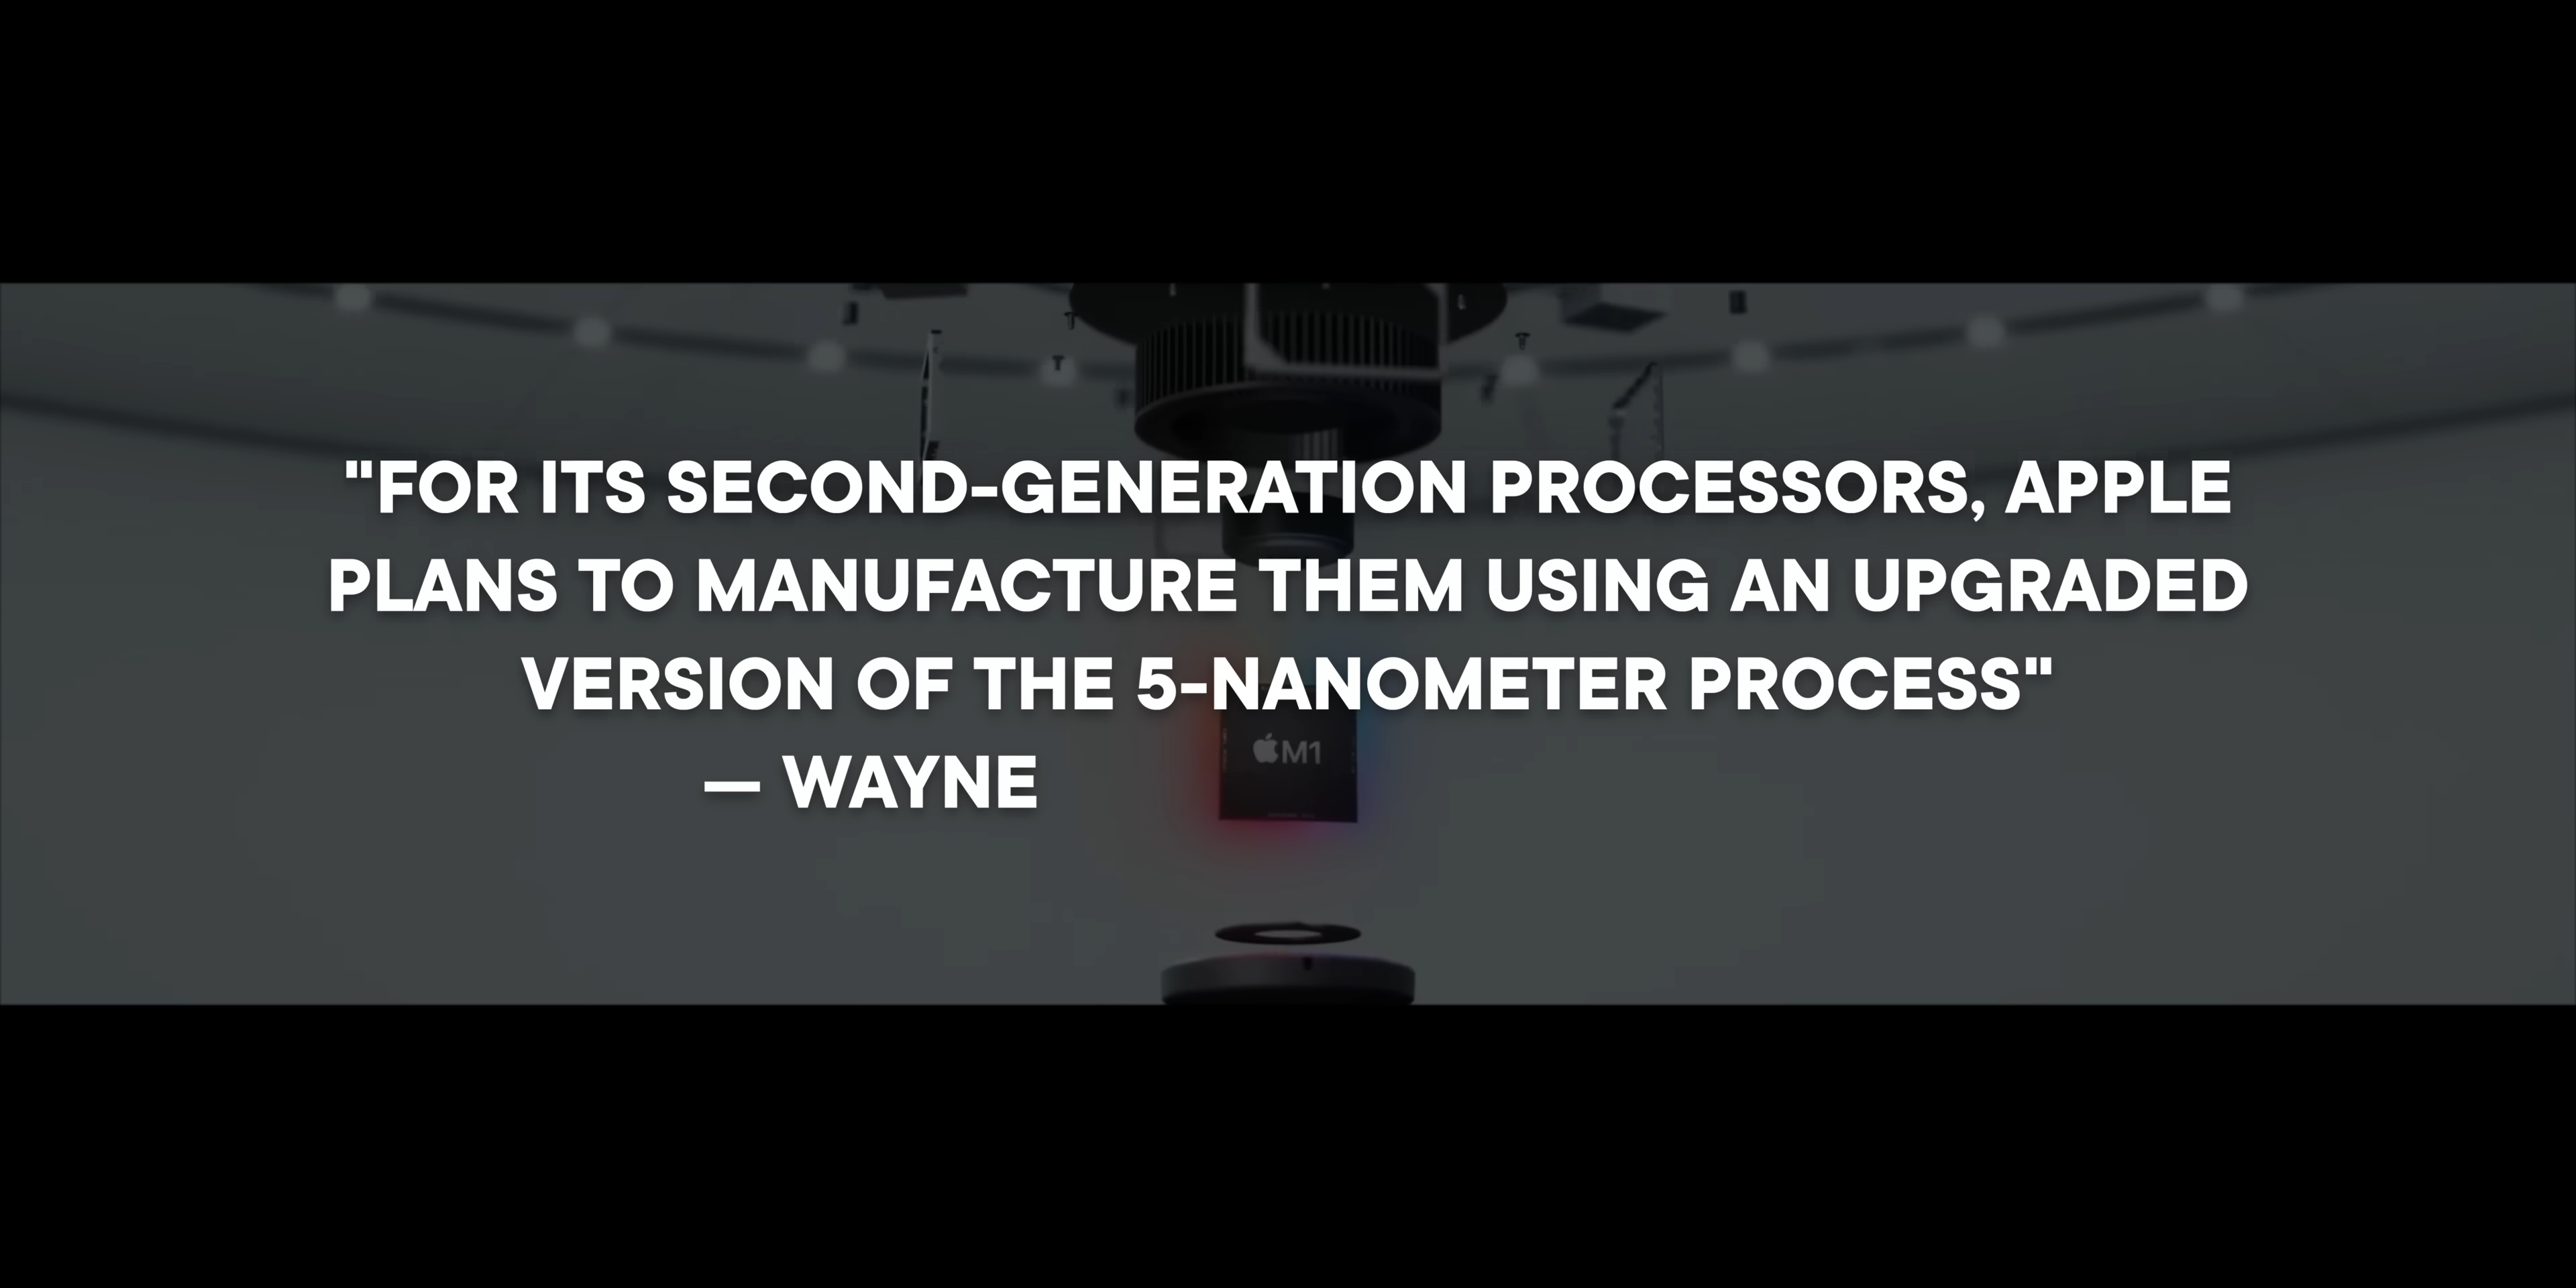 "FOR ITS SECOND-GENERATION PROCESSORS, APPLE
PLANS TO MANUFACTURE THEM USING AN UPGRADED
VERSION OF THE 5-NANOMETER PROCESS"
— WAYNE
M1